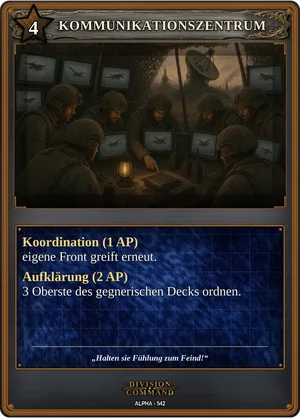 4
KOMMUNIKATIONSZENTRUM
Koordination (1 AP)
eigene Front greift erneut.
Aufklärung (2 AP)
3 Oberste des gegnerischen Decks ordnen.
„Halten sie Fühlung zum Feind!“
DIVISION
COMMAND
ALPHA - 542